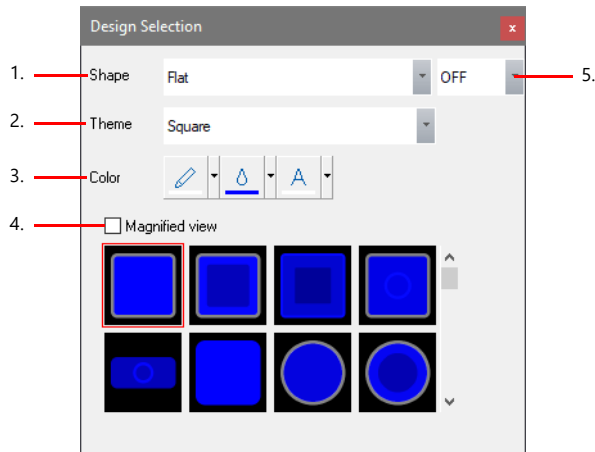 Design Selection x
1. Shape Flat OFF 5.
2. Theme Square
3. Color A
4. Magnified view